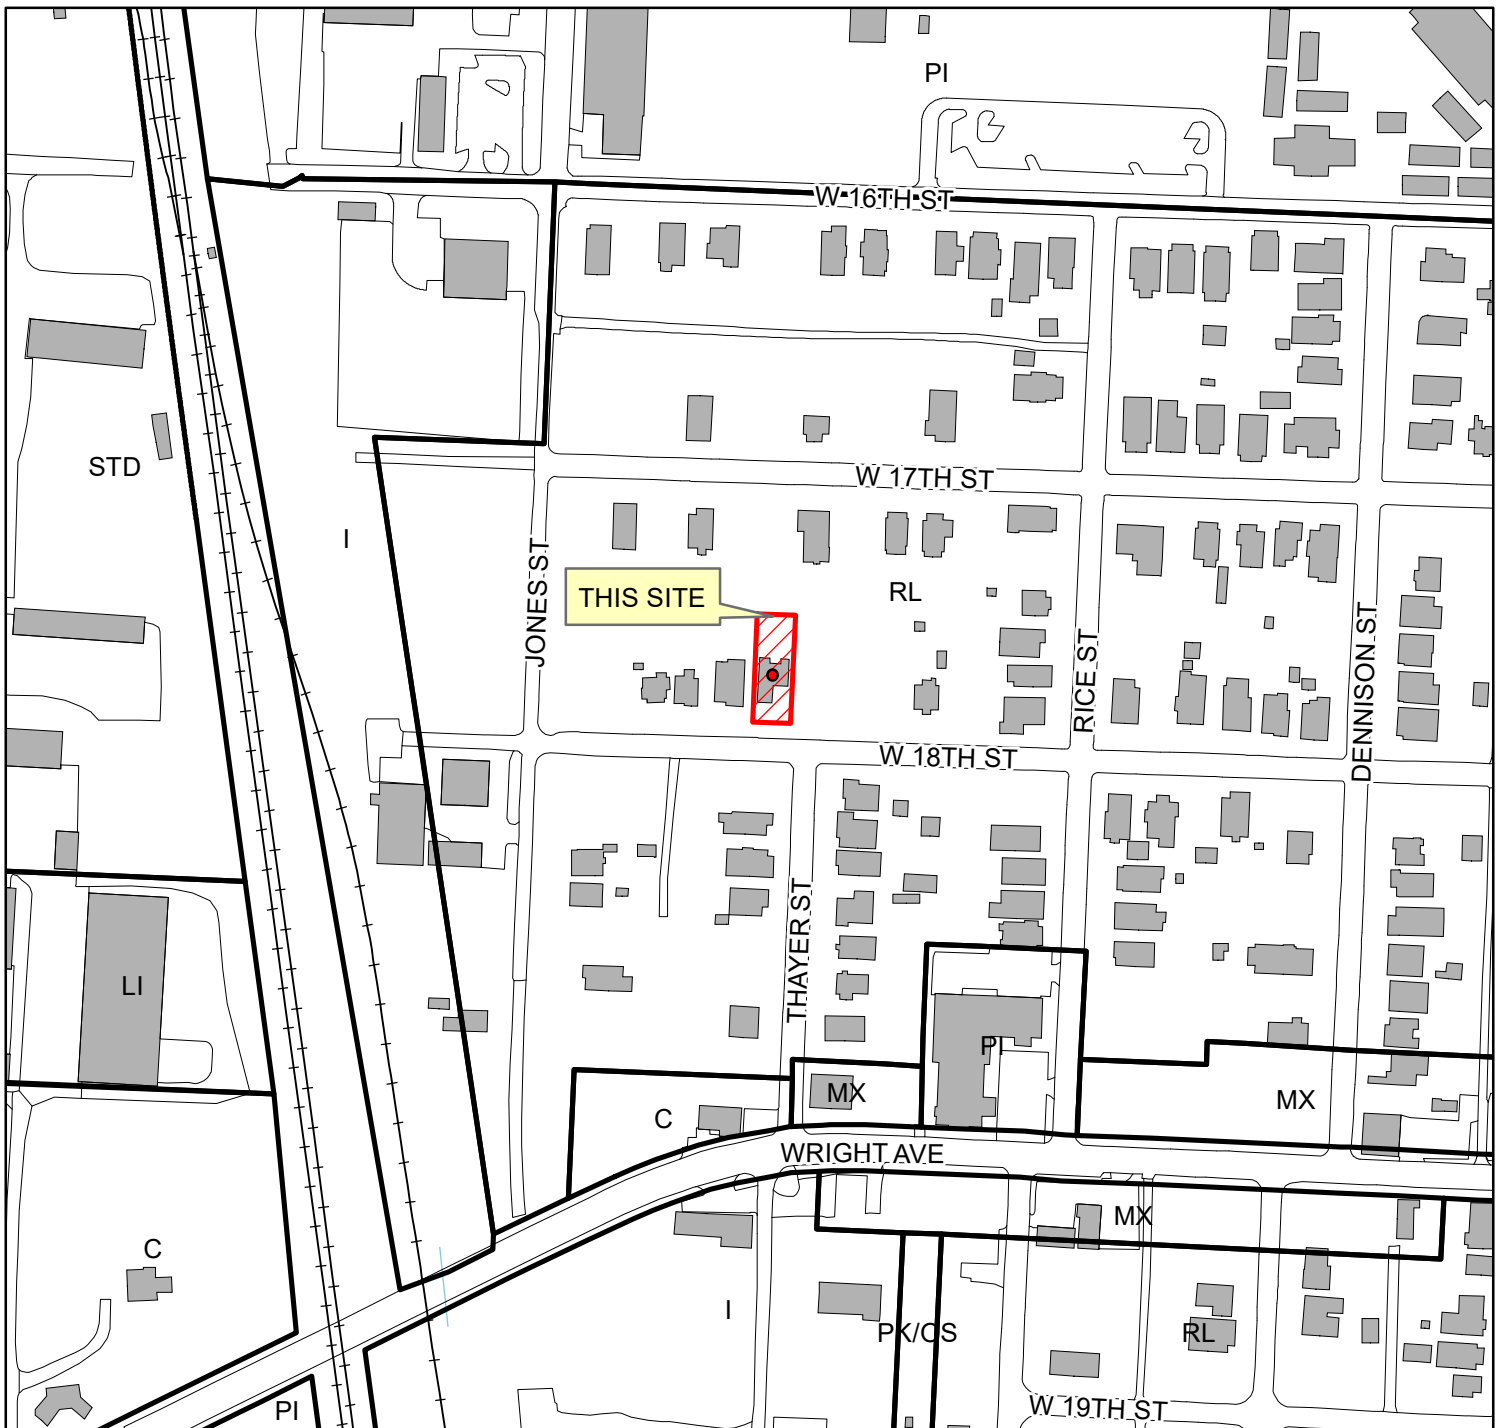 PI
W 16TH ST
STD
W 17TH ST
I
JONES ST
THIS SITE
RL
RICE ST
DENNISON ST
W 18TH ST
THAYER ST
LI
PI
MX
MX
C
WRIGHT AVE
MX
C
I
PK/OS
RL
PI
W 19TH ST